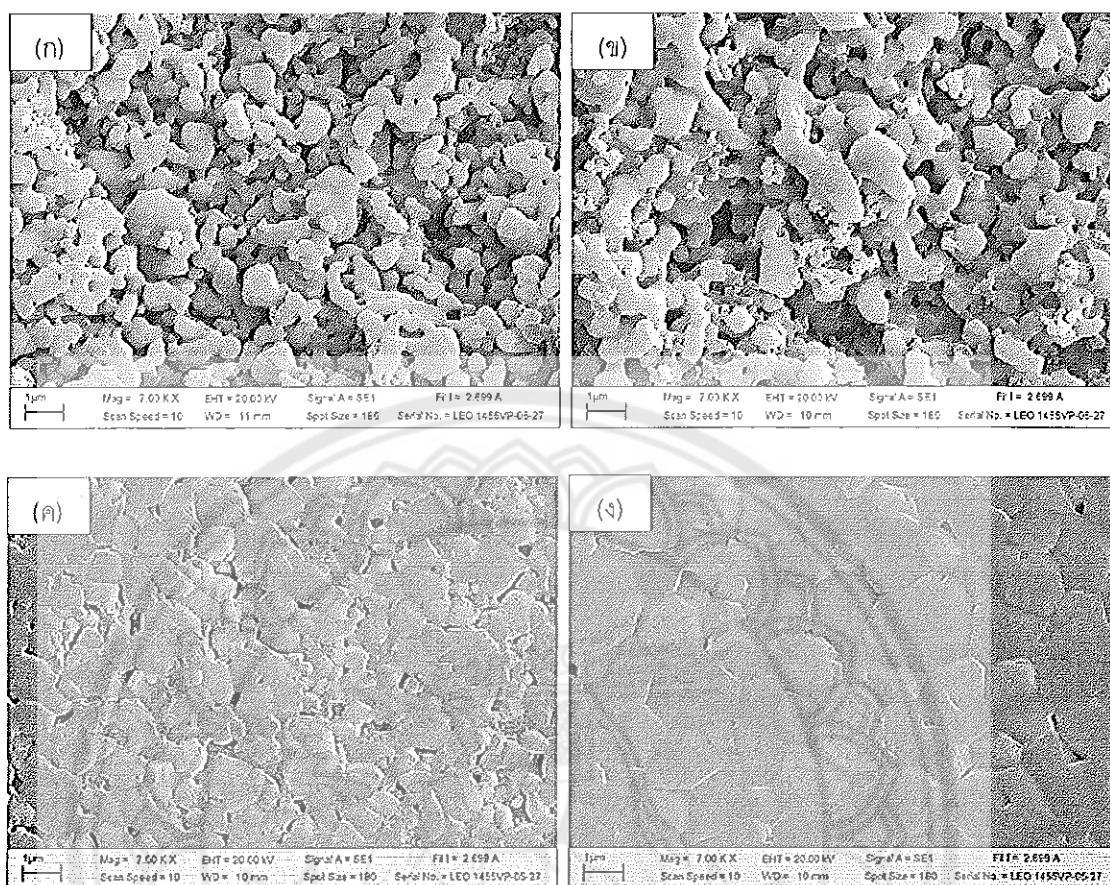 (ก)
(ข)
1µm Mag = 7.00 K X EHT = 20.00 kV Signal A = SE1 Fil I = 2.699 A
Scan Speed = 10 WD = 11 mm Spot Size = 180 Serial No. = LEO 1455VP-05-27
1µm Mag = 7.00 K X EHT = 20.00 kV Signal A = SE1 Fil I = 2.699 A
Scan Speed = 10 WD = 10 mm Spot Size = 180 Serial No. = LEO 1455VP-05-27
(ค)
(ง)
1µm Mag = 7.00 K X EHT = 20.00 kV Signal A = SE1 Fil I = 2.699 A
Scan Speed = 10 WD = 10 mm Spot Size = 180 Serial No. = LEO 1455VP-05-27
1µm Mag = 7.00 K X EHT = 20.00 kV Signal A = SE1 Fil I = 2.699 A
Scan Speed = 10 WD = 10 mm Spot Size = 180 Serial No. = LEO 1455VP-05-27